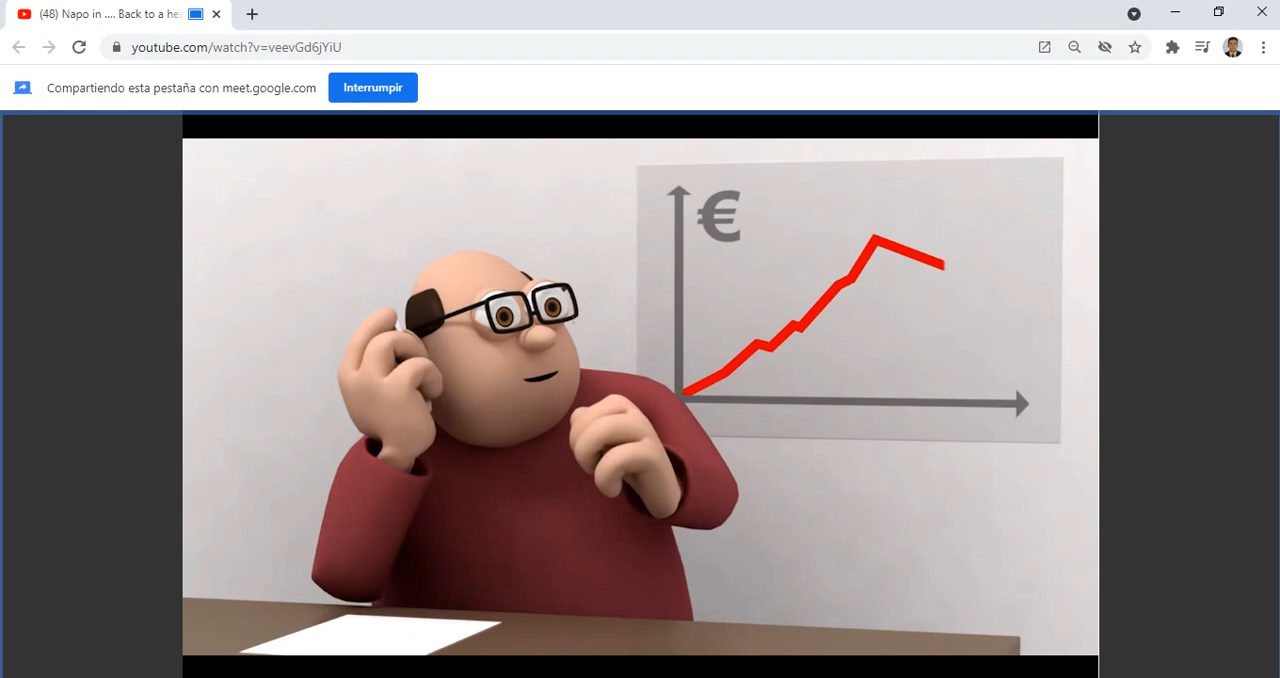 (48) Napo in .... Back to a he
youtube.com/watch?v=veevGd6jYiU
Compartiendo esta pestaña con meet.google.com
Interrumpir
€